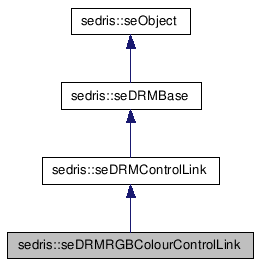 sedris::seObject
sedris::seDRMBase
sedris::seDRMControlLink
sedris::seDRMRGBColourControlLink